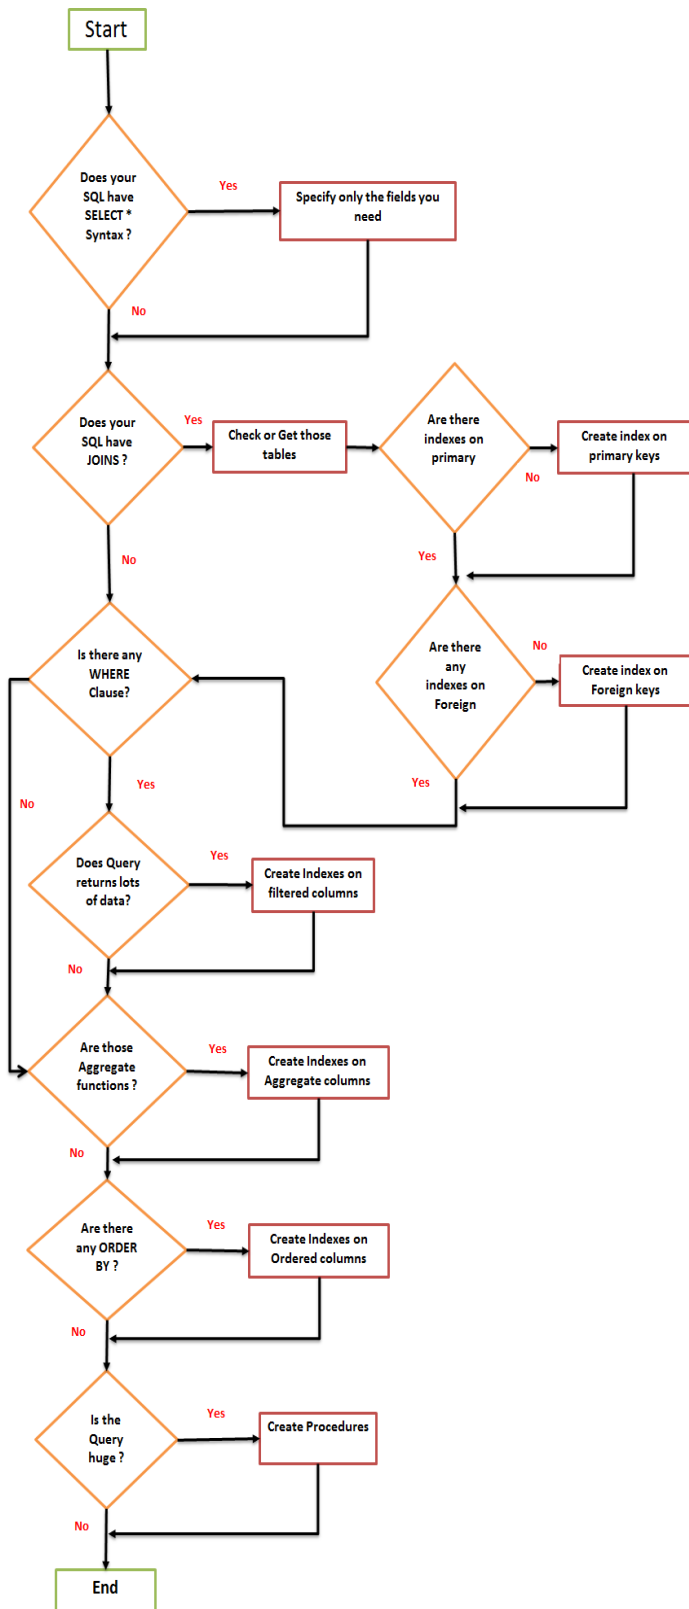 Start
Does your
SQL have
SELECT *
Syntax ?
Yes
Specify only the fields you
need
No
Does your
SQL have
JOINS ?
Yes
Check or Get those
tables
Are there
indexes on
primary
No
Create index on
primary keys
Yes
No
Are there
any
indexes on
Foreign
No
Create index on
Foreign keys
Yes
Is there any
WHERE
Clause?
No
Yes
Does Query
returns lots
of data?
Yes
Create Indexes on
filtered columns
No
Are those
Aggregate
functions ?
Yes
Create Indexes on
Aggregate columns
No
Are there
any ORDER
BY ?
Yes
Create Indexes on
Ordered columns
No
Is the
Query
huge ?
Yes
Create Procedures
No
End